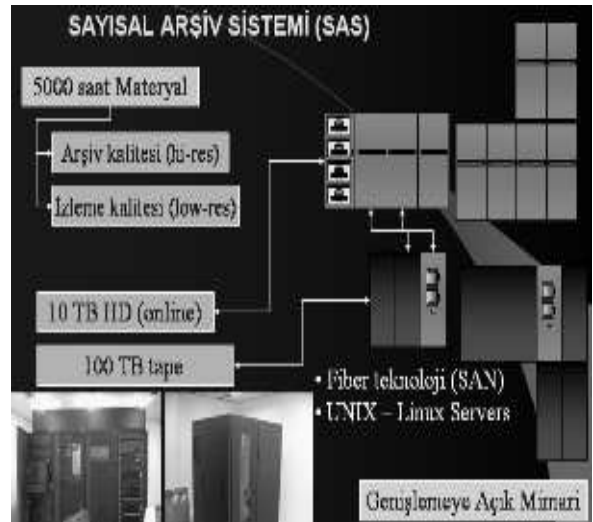 SAYISAL ARŞİV SİSTEMİ (SAS)
5000 saat Materyal
Arşiv kalitesi (hi-res)
İzleme kalitesi (low-res)
10 TB HD (online)
100 TB tape
• Fiber teknoloji (SAN)
• UNIX – Linux Servers
Genişlemeye Açık Mimari